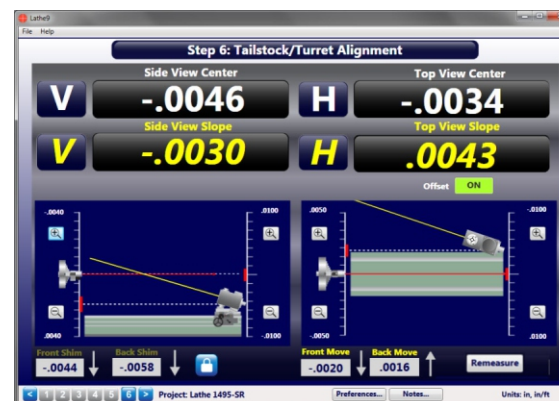 Lathe9
File Help
Step 6: Tailstock/Turret Alignment
Side View Center
Top View Center
V -.0046 H -.0034
Side View Slope
Top View Slope
V -.0030 H .0043
Offset ON
-.0040 .0100 .0050 .0100
.0040 -.0100 -.0050 .0100
Front Shim Back Shim Front Move Back Move
-.0044 -.0058 -.0020 .0016 Remeasure
< 1 2 3 4 5 6 > Project: Lathe 1495-SR Preferences... Notes... Units: in, in/ft